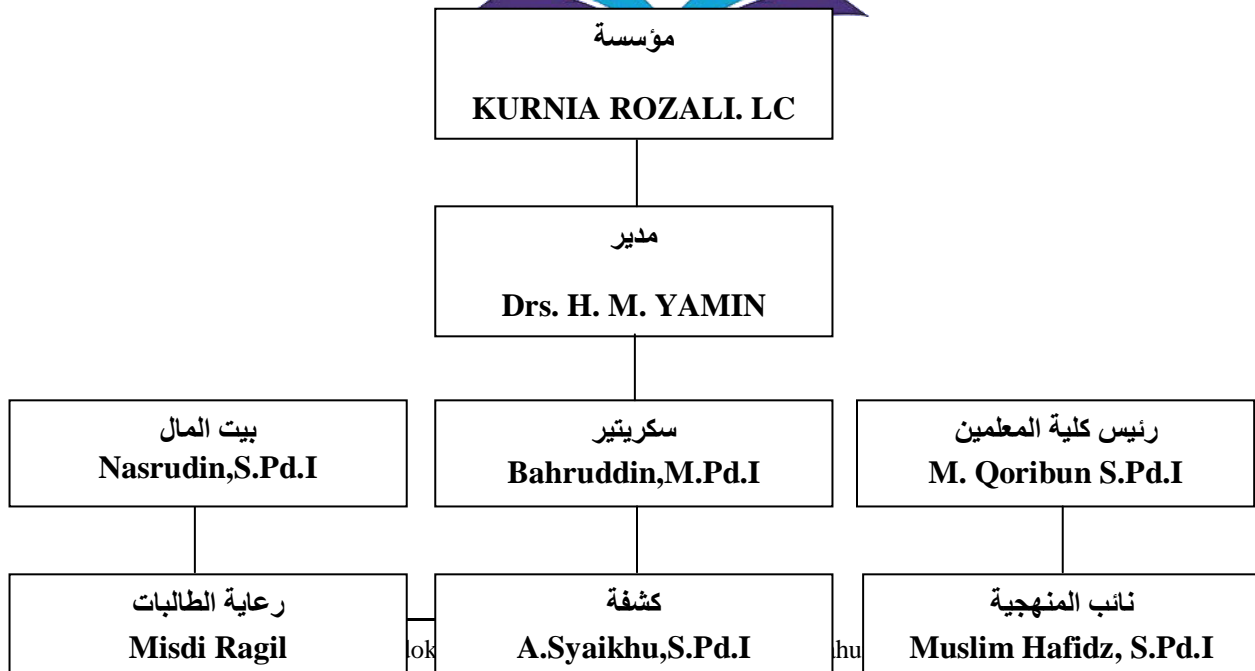 مؤسسة
KURNIA ROZALI. LC
مدير
Drs. H. M. YAMIN
بيت المال
Nasrudin,S.Pd.I
سكريتير
Bahruddin,M.Pd.I
رئيس كلية المعلمين
M. Qoribun S.Pd.I
رعاية الطالبات
Misdi Ragil
كشفة
A.Syaikhu,S.Pd.I
نائب المنهجية
Muslim Hafidz, S.Pd.I